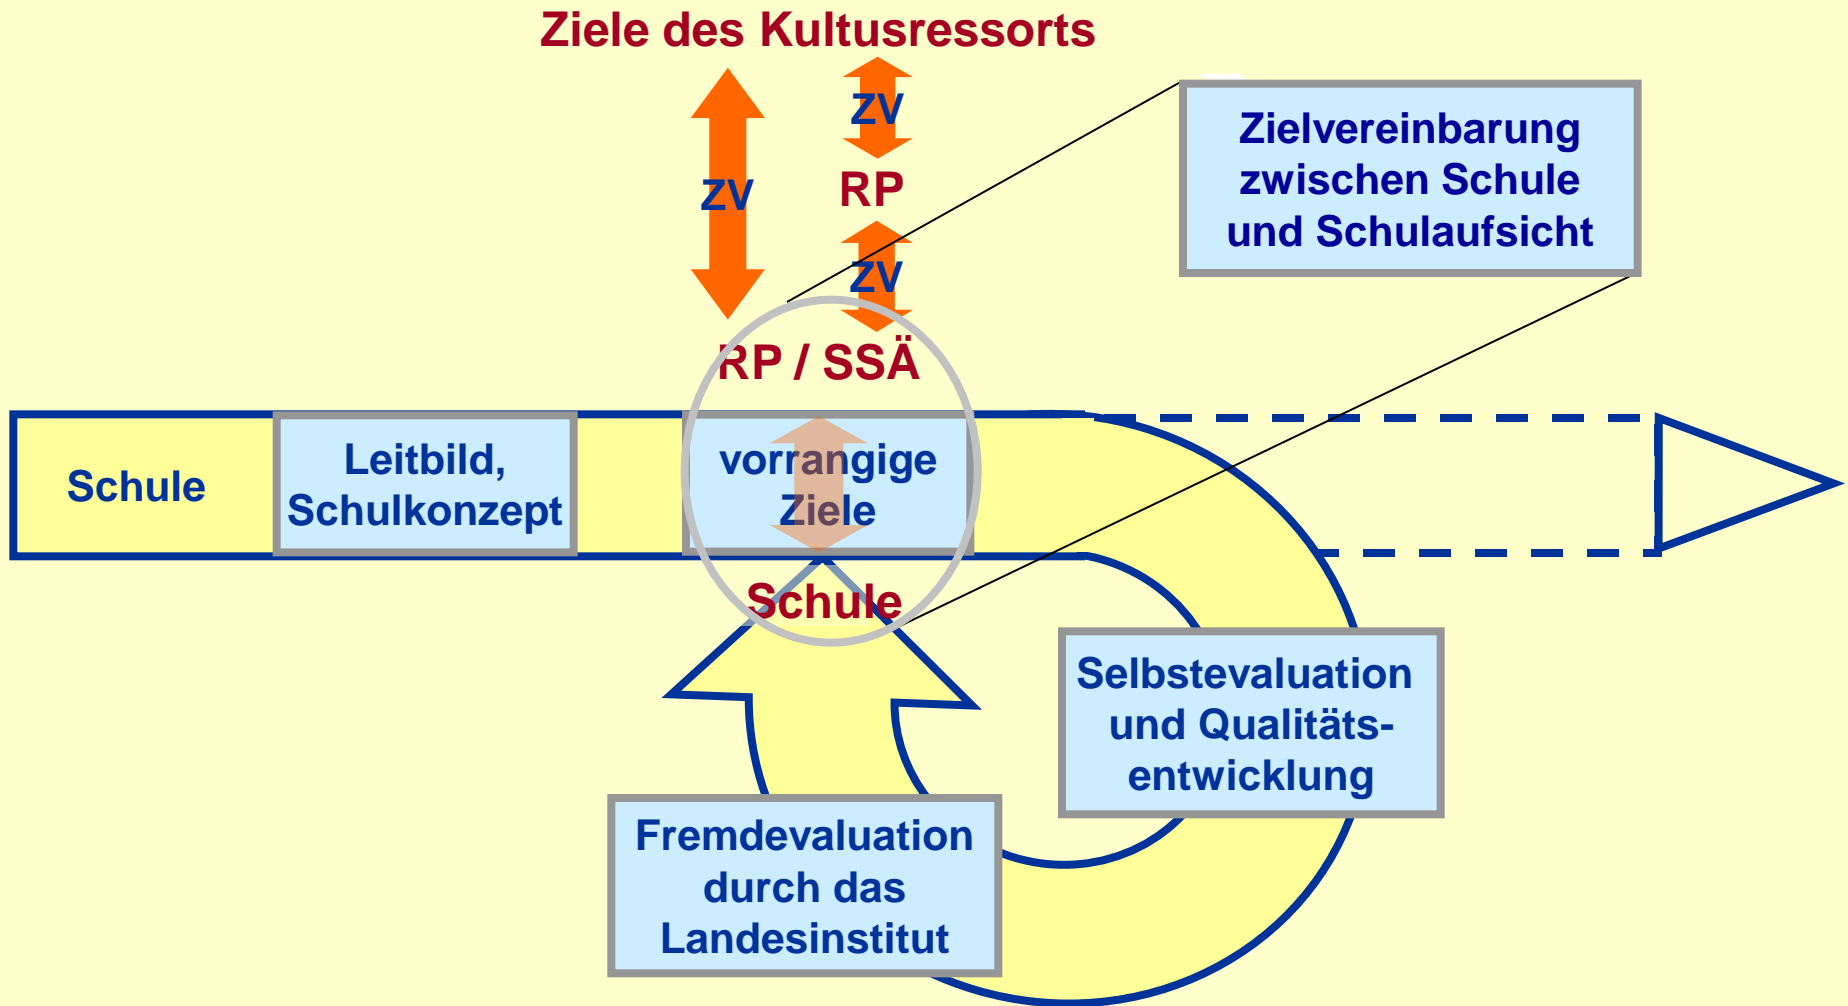 Ziele des Kultusressorts
ZV
ZV
RP
ZV
RP / SSÄ
Zielvereinbarung
zwischen Schule
und Schulaufsicht
Schule
Leitbild,
Schulkonzept
vorrangige
Ziele
Schule
Selbstevaluation
und Qualitäts-
entwicklung
Fremdevaluation
durch das
Landesinstitut